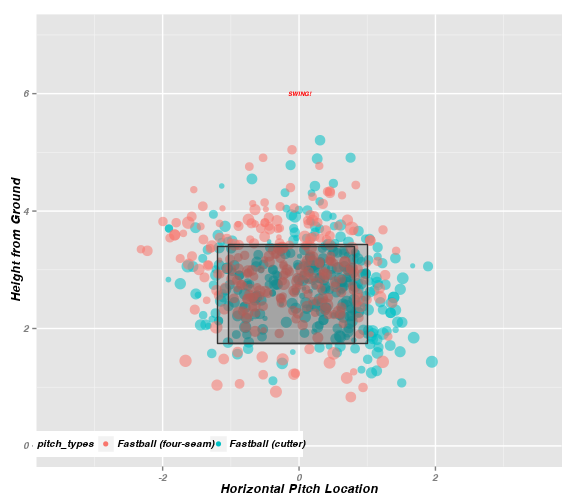 SWING!
6
4
2
0
Height from Ground
pitch_types Fastball (four-seam) Fastball (cutter)
-2 0 2
Horizontal Pitch Location